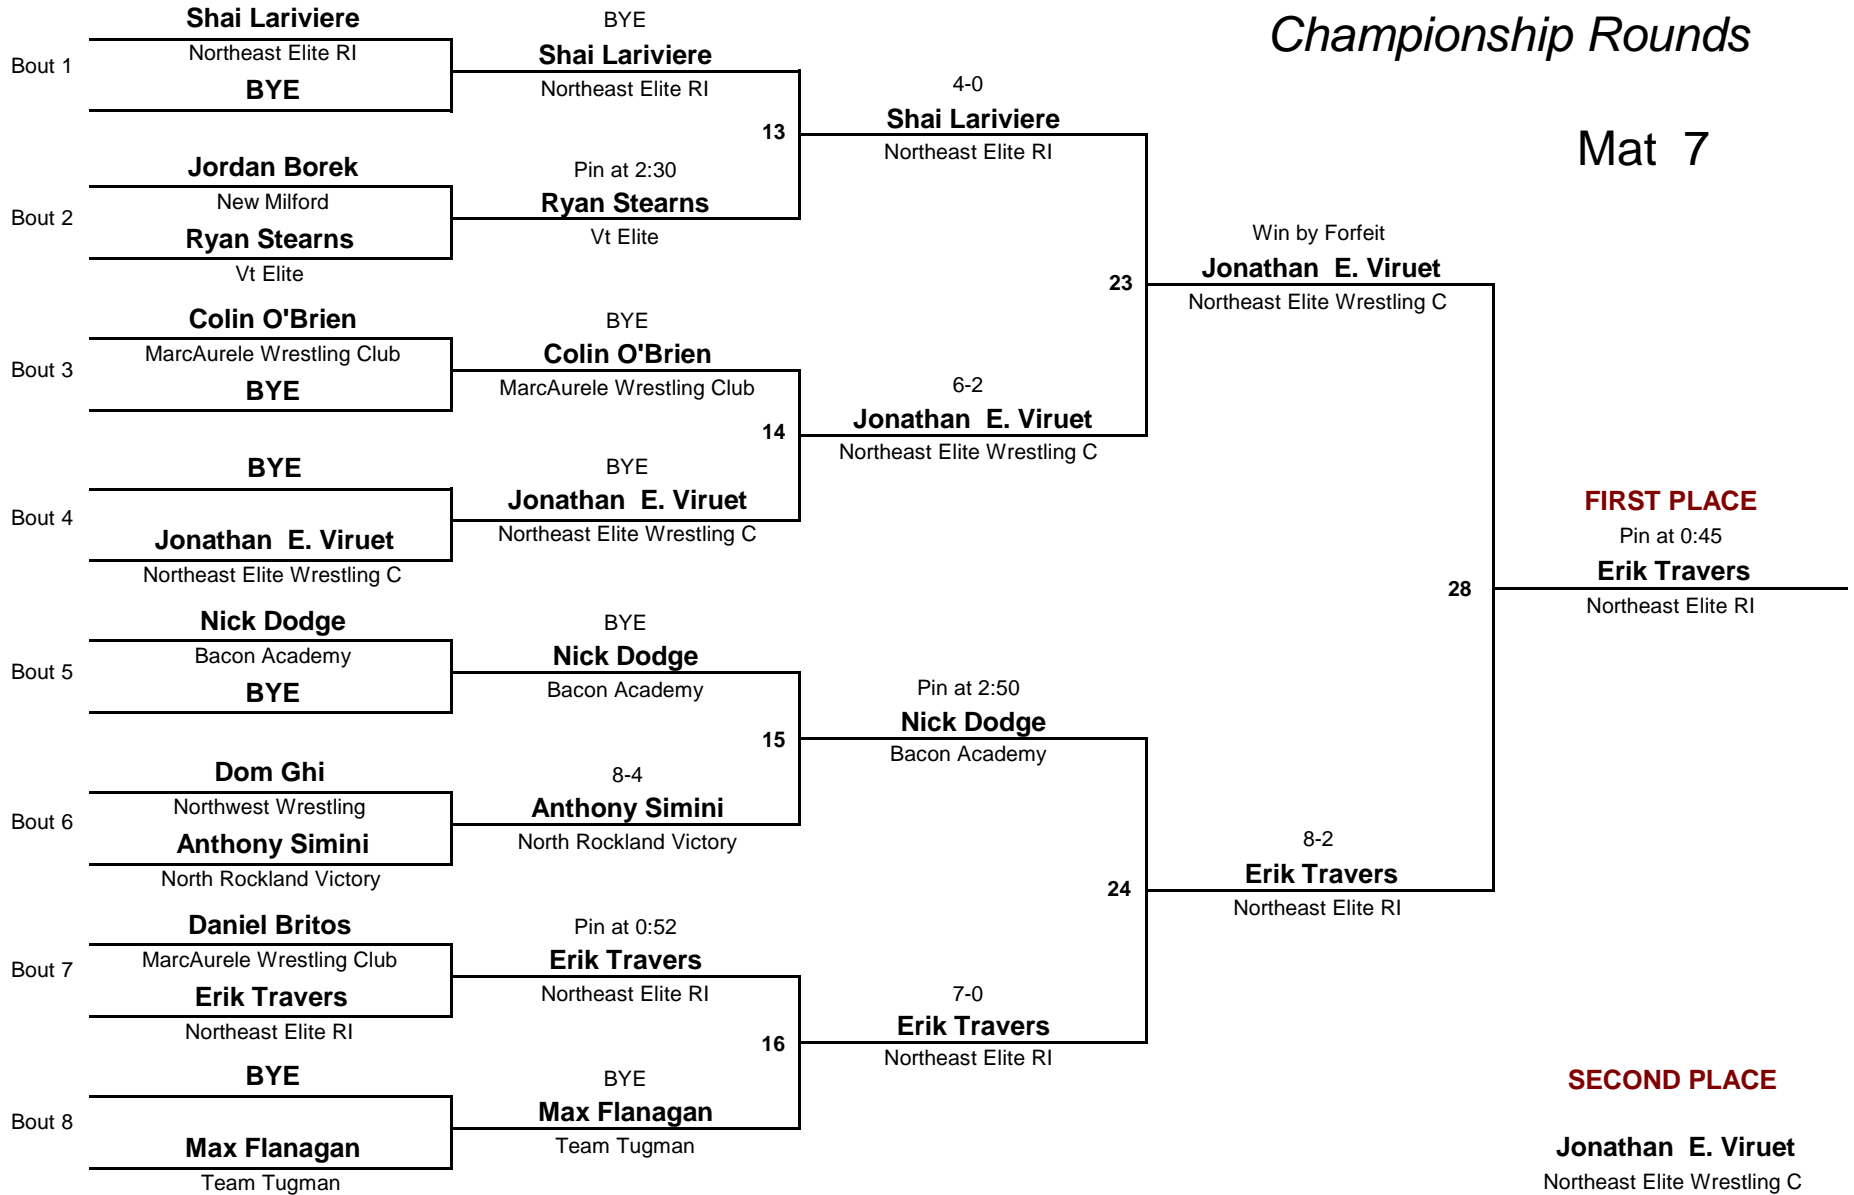 Championship Rounds
Mat 7
Bout 1
Shai Lariviere
Northeast Elite RI
BYE
Bout 2
Jordan Borek
New Milford
Ryan Stearns
Vt Elite
Bout 3
Colin O'Brien
MarcAurele Wrestling Club
BYE
Bout 4
BYE
Jonathan E. Viruet
Northeast Elite Wrestling C
Bout 5
Nick Dodge
Bacon Academy
BYE
Bout 6
Dom Ghi
Northwest Wrestling
Anthony Simini
North Rockland Victory
Bout 7
Daniel Britos
MarcAurele Wrestling Club
Erik Travers
Northeast Elite RI
Bout 8
BYE
Max Flanagan
Team Tugman
BYE
Shai Lariviere
Northeast Elite RI
13
Pin at 2:30
Ryan Stearns
Vt Elite
BYE
Colin O'Brien
MarcAurele Wrestling Club
14
BYE
Jonathan E. Viruet
Northeast Elite Wrestling C
BYE
Nick Dodge
Bacon Academy
15
8-4
Anthony Simini
North Rockland Victory
Pin at 0:52
Erik Travers
Northeast Elite RI
16
BYE
Max Flanagan
Team Tugman
4-0
Shai Lariviere
Northeast Elite RI
23
6-2
Jonathan E. Viruet
Northeast Elite Wrestling C
Pin at 2:50
Nick Dodge
Bacon Academy
24
7-0
Erik Travers
Northeast Elite RI
Win by Forfeit
Jonathan E. Viruet
Northeast Elite Wrestling C
28
8-2
Erik Travers
Northeast Elite RI
FIRST PLACE
Pin at 0:45
Erik Travers
Northeast Elite RI
SECOND PLACE
Jonathan E. Viruet
Northeast Elite Wrestling C